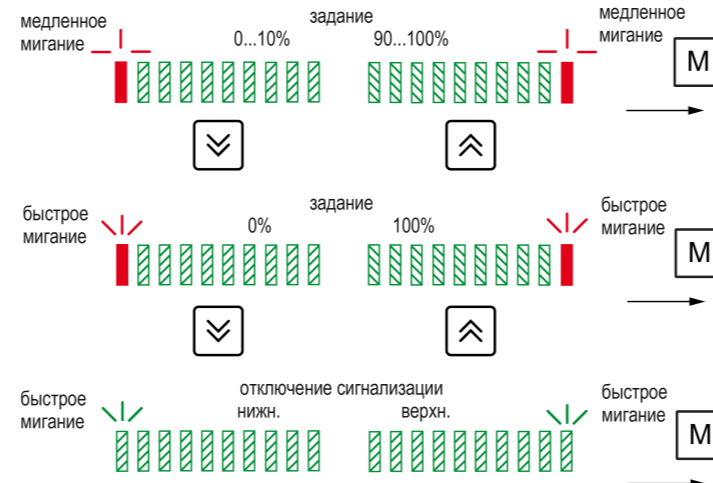 медленное
мигание
задание
0...10%
90...100%
медленное
мигание
M
быстрое
мигание
задание
0%
100%
быстрое
мигание
M
быстрое
мигание
отключение сигнализации
нижн.
верхн.
быстрое
мигание
M